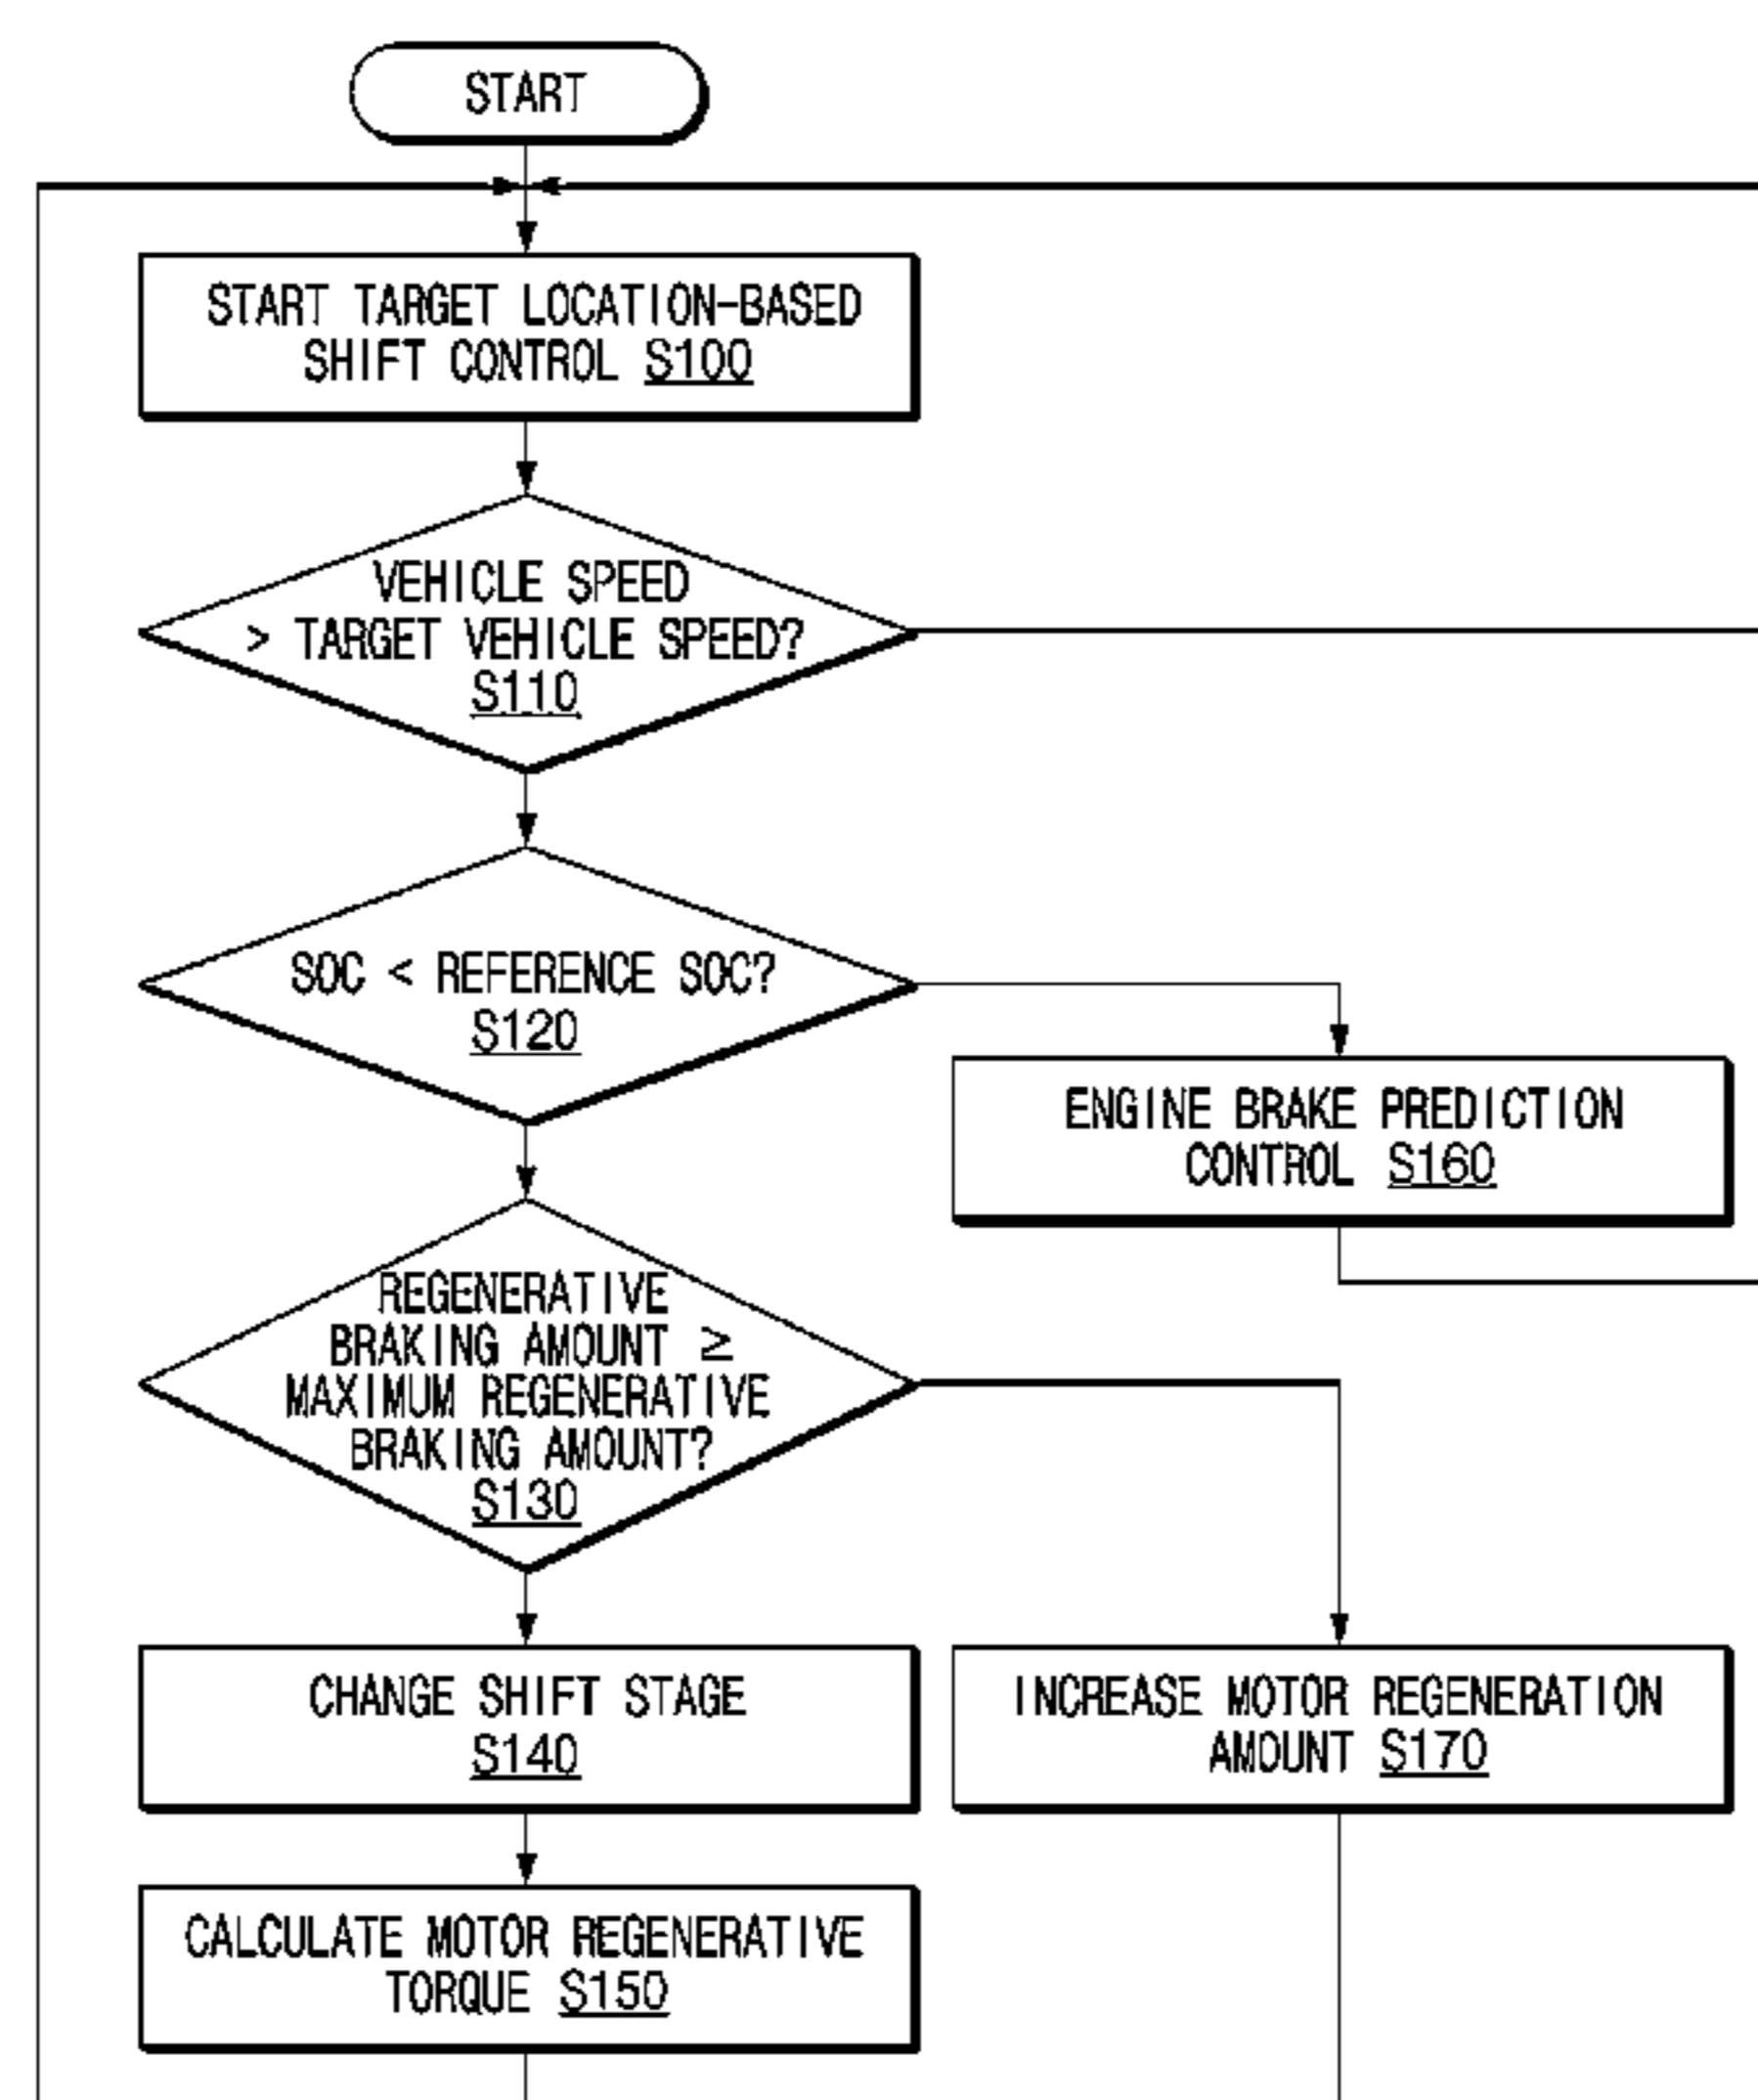 START
START TARGET LOCATION-BASED
SHIFT CONTROL S100
VEHICLE SPEED
> TARGET VEHICLE SPEED?
S110
SOC < REFERENCE SOC?
S120
ENGINE BRAKE PREDICTION
CONTROL S160
REGENERATIVE
BRAKING AMOUNT ≥
MAXIMUM REGENERATIVE
BRAKING AMOUNT?
S130
CHANGE SHIFT STAGE
S140
INCREASE MOTOR REGENERATION
AMOUNT S170
CALCULATE MOTOR REGENERATIVE
TORQUE S150